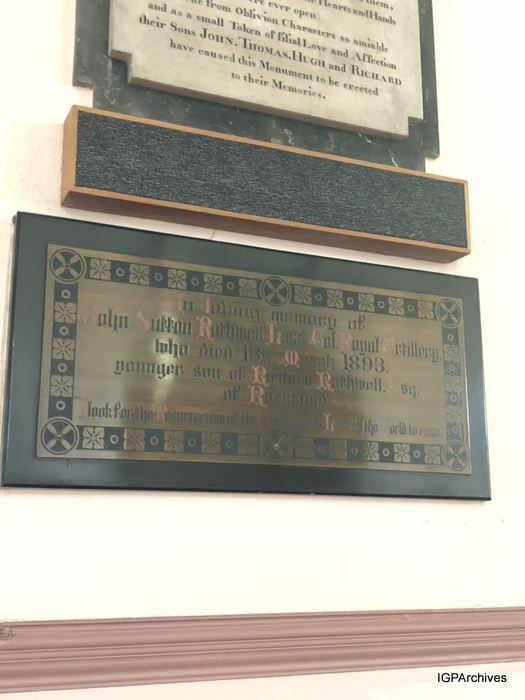 them,
Hearts and Hands
were ever open
from Oblivion Characters so amiable
and as a small Token of filial Love and Affection
their Sons JOHN, THOMAS, HUGH and RICHARD
have caused this Monument to be erected
to their Memories.
In loving memory of
John Sutton Rothwell, Lieut Col. Royal Artillery,
who died March 1893,
younger son of Richard Rothwell, Esq.
of Rockfield
I look for the Resurrection of the dead and the Life of the World to come.
IGPArchives